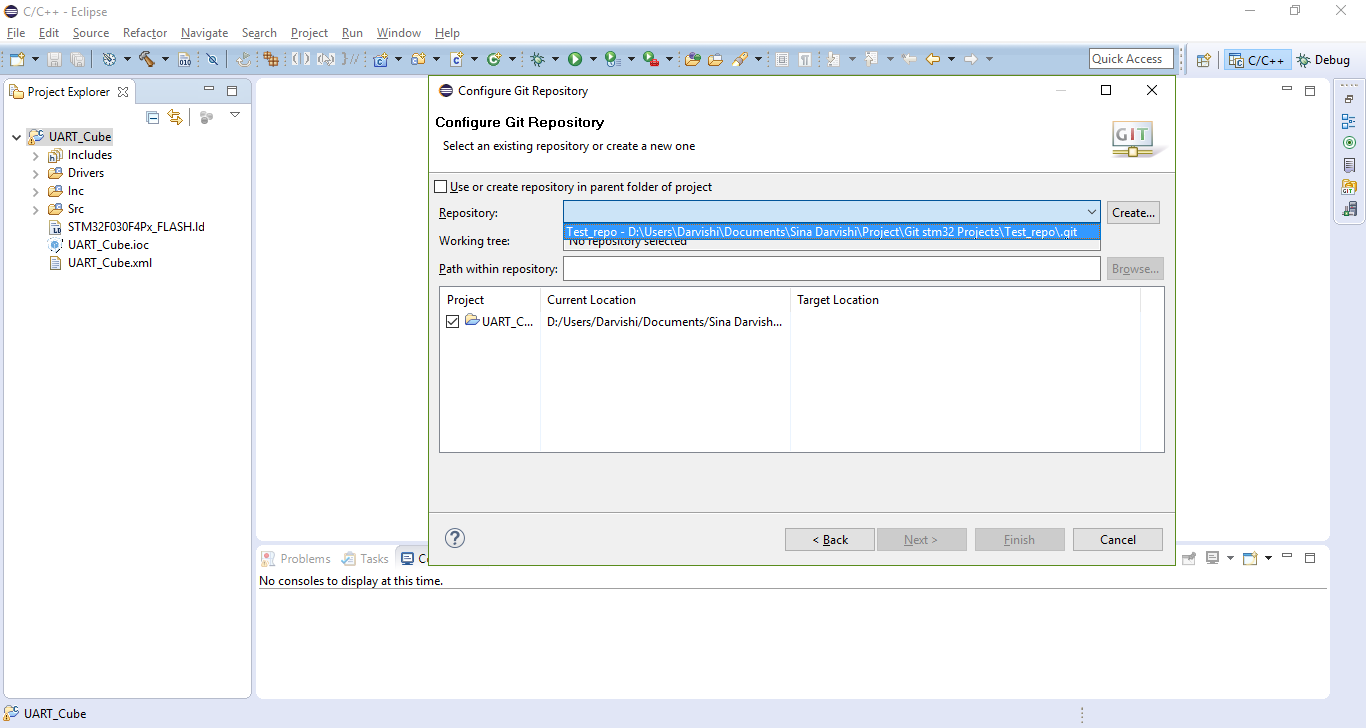 C/C++ - Eclipse
File Edit Source Refactor Navigate Search Project Run Window Help
Quick Access
C/C++
Debug
Project Explorer
UART_Cube
Includes
Drivers
Inc
Src
STM32F030F4Px_FLASH.ld
UART_Cube.ioc
UART_Cube.xml
Configure Git Repository
Configure Git Repository
Select an existing repository or create a new one
GIT
Use or create repository in parent folder of project
Repository:
Create...
Test_repo - D:\Users\Darvishi\Documents\Sina Darvishi\Project\Git stm32 Projects\Test_repo\.git
Working tree: No repository selected
Path within repository:
Browse...
Project Current Location Target Location
UART_C... D:/Users/Darvishi/Documents/Sina Darvish...
< Back Next > Finish Cancel
Problems Tasks Co
No consoles to display at this time.
UART_Cube